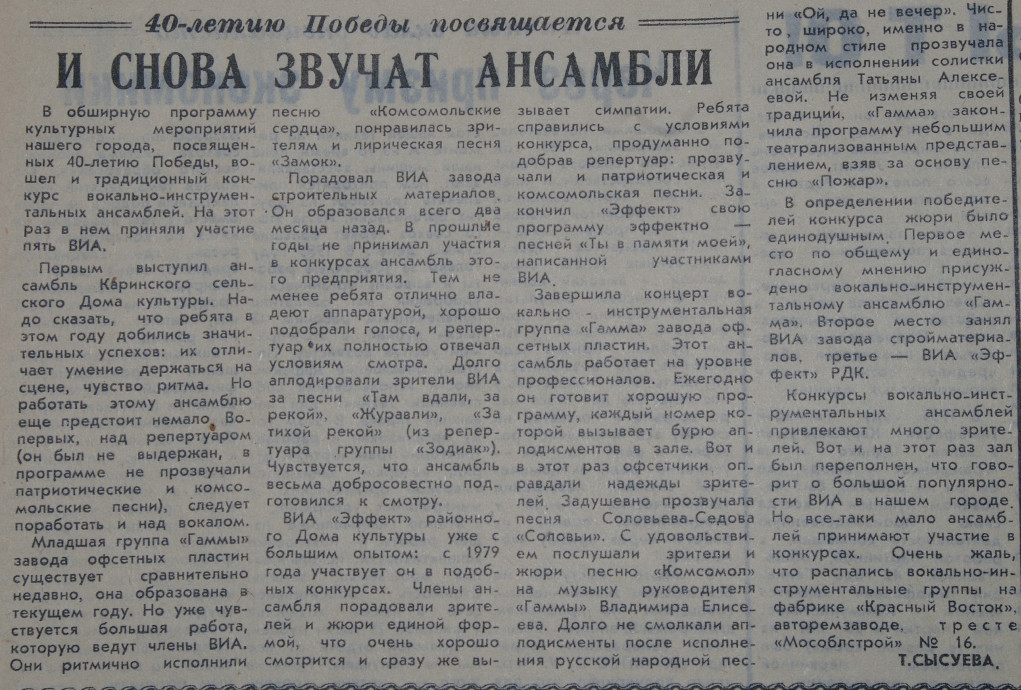 40-летию Победы посвящается
И СНОВА ЗВУЧАТ АНСАМБЛИ
В обширную программу
культурных мероприятий
нашего города, посвящен-
ных 40-летию Победы, во-
шел и традиционный кон-
курс вокально-инструмен-
тальных ансамблей. На этот
раз в нем приняли участие
пять ВИА.
Первым выступил ан-
самбль Каринского сель-
ского Дома культуры. На-
до сказать, что ребята в
этом году добились значи-
тельных успехов: их отли-
чает умение держаться на
сцене, чувство ритма. Но
работать этому ансамблю
еще предстоит немало. Во-
первых, над репертуаром
(он был не выдержан, в
программе не прозвучали
патриотические и комсо-
мольские песни), следует
поработать и над вокалом.
Младшая группа «Гаммы»
завода офсетных пластин
существует сравнительно
недавно, она образована в
текущем году. Но уже чув-
ствуется большая работа,
которую ведут члены ВИА.
Они ритмично исполнили
песню «Комсомольские
сердца», понравилась зри-
телям и лирическая песня
«Замок».
Порадовал ВИА завода
строительных материалов.
Он образовался всего два
месяца назад. В прошлые
годы не принимал участия
в конкурсах ансамбль это-
го предприятия. Тем не
менее ребята отлично вла-
деют аппаратурой, хорошо
подобрали голоса, и репер-
туар их полностью отвечал
условиям смотра. Долго
аплодировали зрители ВИА
за песни «Там вдали, за
рекой», «Журавли», «За
тихой рекой» (из репер-
туара группы «Зодиак»).
Чувствуется, что ансамбль
весьма добросовестно под-
готовился к смотру.
ВИА «Эффект» районно-
го Дома культуры уже с
большим опытом: с 1979
года участвует он в подоб-
ных конкурсах. Члены ан-
самбля порадовали зрите-
лей и жюри единой фор-
мой, что очень хорошо
смотрится и сразу же вы-
зывает симпатии. Ребята
справились с условиями
конкурса, продуманно по-
добрав репертуар: прозву-
чали и патриотическая и
комсомольская песни. За-
кончил «Эффект» свою
программу эффектно —
песней «Ты в памяти моей»,
написанной участниками
ВИА.
Завершила концерт во-
кально - инструментальная
группа «Гамма» завода оф-
сетных пластин. Этот ан-
самбль работает на уровне
профессионалов. Ежегодно
он готовит хорошую про-
грамму, каждый номер ко-
торой вызывает бурю ап-
лодисментов в зале. Вот и
в этот раз офсетчики оп-
равдали надежды зрите-
лей. Задушевно прозвучала
песня Соловьева-Седова
«Соловьи». С удовольстви-
ем послушали зрители и
жюри песню «Комсомол»
на музыку руководителя
«Гаммы» Владимира Елисе-
ева. Долго не смолкали ап-
лодисменты после исполне-
ния русской народной пес-
ни «Ой, да не вечер». Чис-
то, широко, именно в на-
родном стиле прозвучала
она в исполнении солистки
ансамбля Татьяны Алексе-
евой. Не изменяя своей
традиции, «Гамма» закон-
чила программу небольшим
театрализованным представ-
лением, взяв за основу пе-
сню «Пожар».
В определении победите-
лей конкурса жюри было
единодушным. Первое ме-
сто по общему и едино-
гласному мнению присуж-
дено вокально-инструмен-
тальному ансамблю «Гам-
ма». Второе место занял
ВИА завода стройматериа-
лов, третье — ВИА «Эф-
фект» РДК.
Конкурсы вокально-инст-
рументальных ансамблей
привлекают много зрите-
лей. Вот и на этот раз зал
был переполнен, что гово-
рит о большой популярно-
сти ВИА в нашем городе.
Но все-таки мало ансамб-
лей принимают участие в
конкурсах. Очень жаль,
что распались вокально-ин-
струментальные группы на
фабрике «Красный Восток»,
авторемзаводе, тресте
«Мособлстрой» № 16.
Т.СЫСУЕВА.